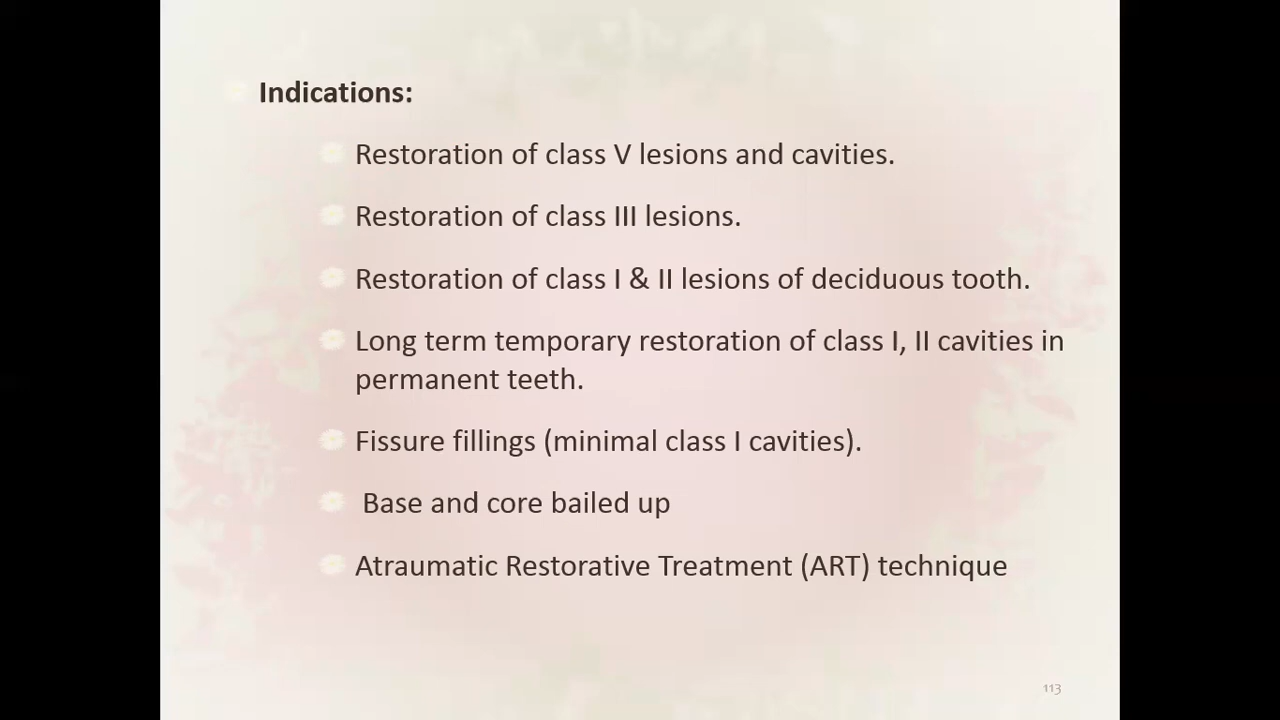 Indications:
Restoration of class V lesions and cavities.
Restoration of class III lesions.
Restoration of class I & II lesions of deciduous tooth.
Long term temporary restoration of class I, II cavities in
permanent teeth.
Fissure fillings (minimal class I cavities).
Base and core bailed up
Atraumatic Restorative Treatment (ART) technique
113